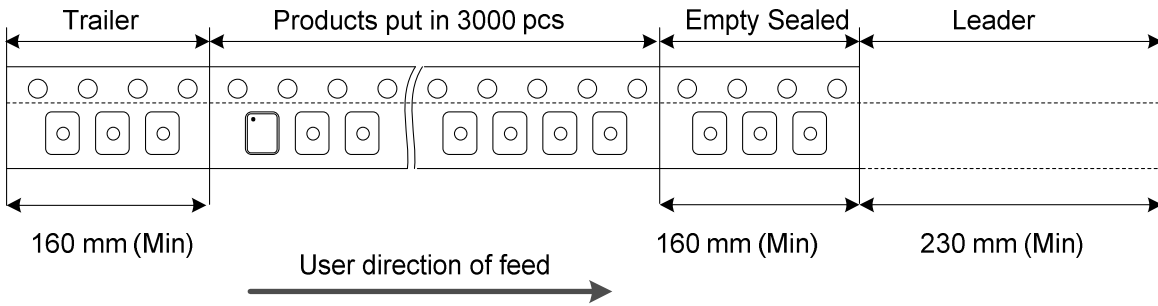 Trailer
Products put in 3000 pcs
Empty Sealed
Leader
160 mm (Min)
160 mm (Min)
230 mm (Min)
User direction of feed